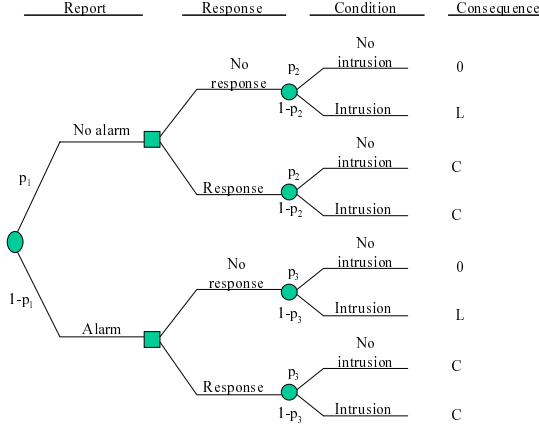 Report Response Condition Consequence
No
intrusion
No
response
p2
0
1-p2
Intrusion
L
No alarm
No
intrusion
p2
C
p1
Response
1-p2
Intrusion
C
No
intrusion
No
response
p3
0
1-p1
1-p3
Intrusion
L
Alarm
No
intrusion
p3
C
Response
1-p3
Intrusion
C